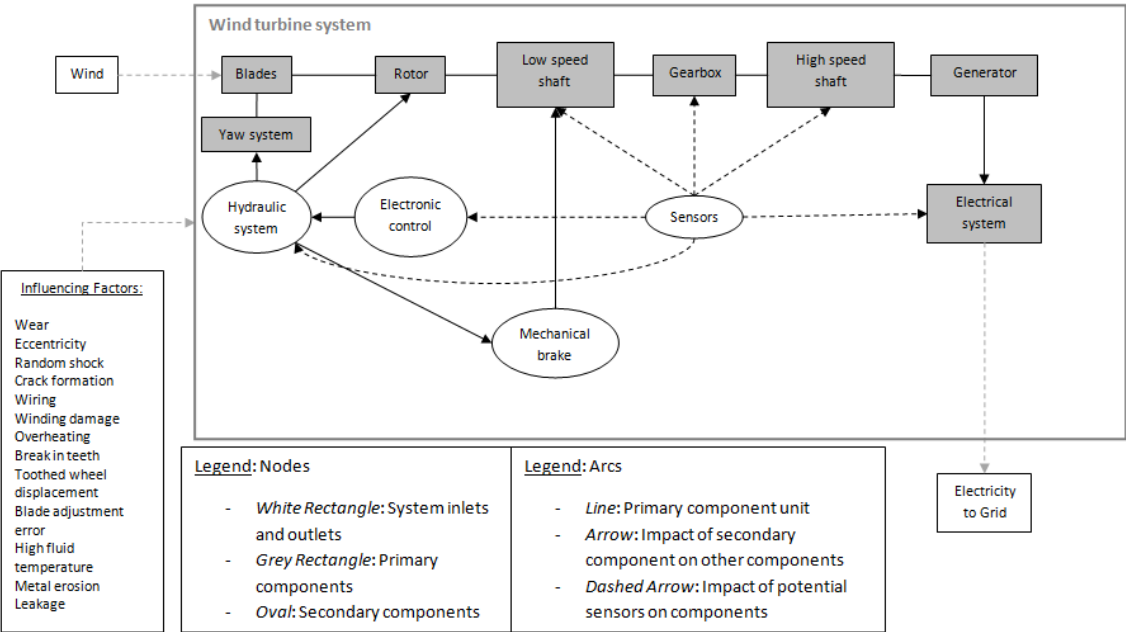 Wind turbine system
Wind
Blades
Rotor
Low speed
shaft
Gearbox
High speed
shaft
Generator
Yaw system
Hydraulic
system
Electronic
control
Sensors
Electrical
system
Mechanical
brake
Influencing Factors:
Wear
Eccentricity
Random shock
Crack formation
Wiring
Winding damage
Overheating
Break in teeth
Toothed wheel
displacement
Blade adjustment
error
High fluid
temperature
Metal erosion
Leakage
Legend: Nodes
- White Rectangle: System inlets
and outlets
- Grey Rectangle: Primary
components
- Oval: Secondary components
Legend: Arcs
- Line: Primary component unit
- Arrow: Impact of secondary
component on other components
- Dashed Arrow: Impact of potential
sensors on components
Electricity
to Grid